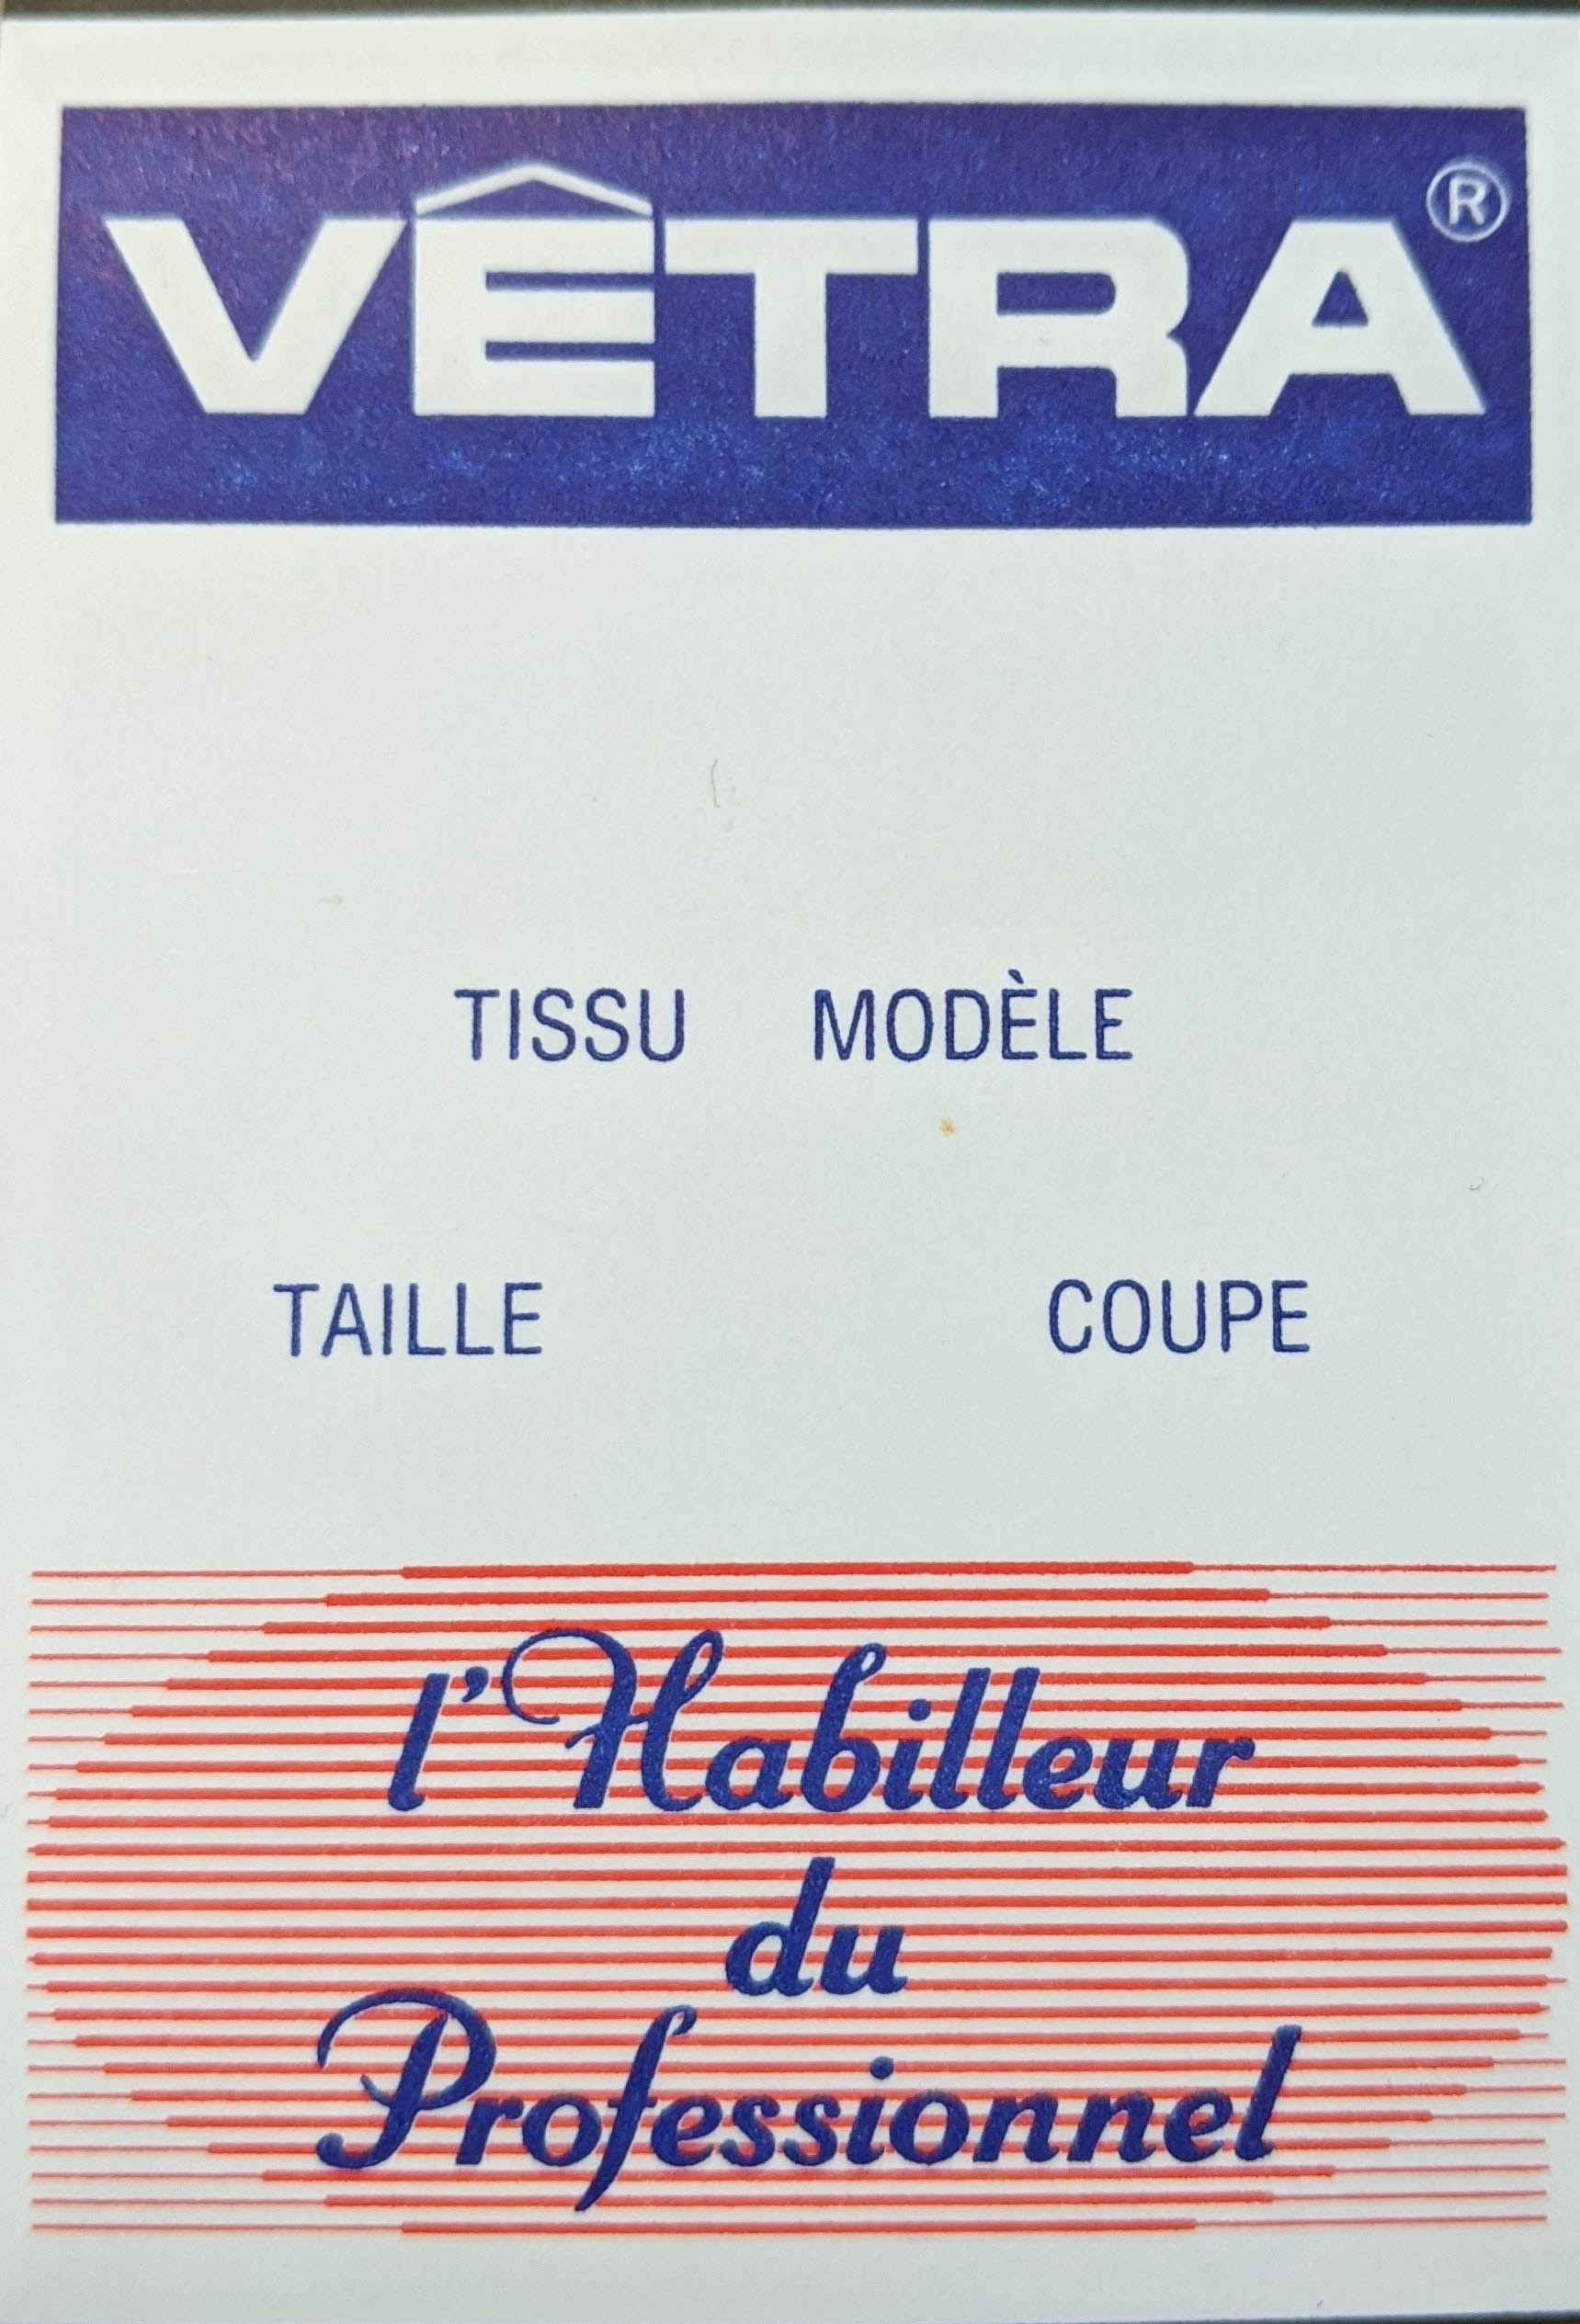 VÊTRA®
TISSU MODÈLE
TAILLE COUPE
l'Habilleur
du
Professionnel